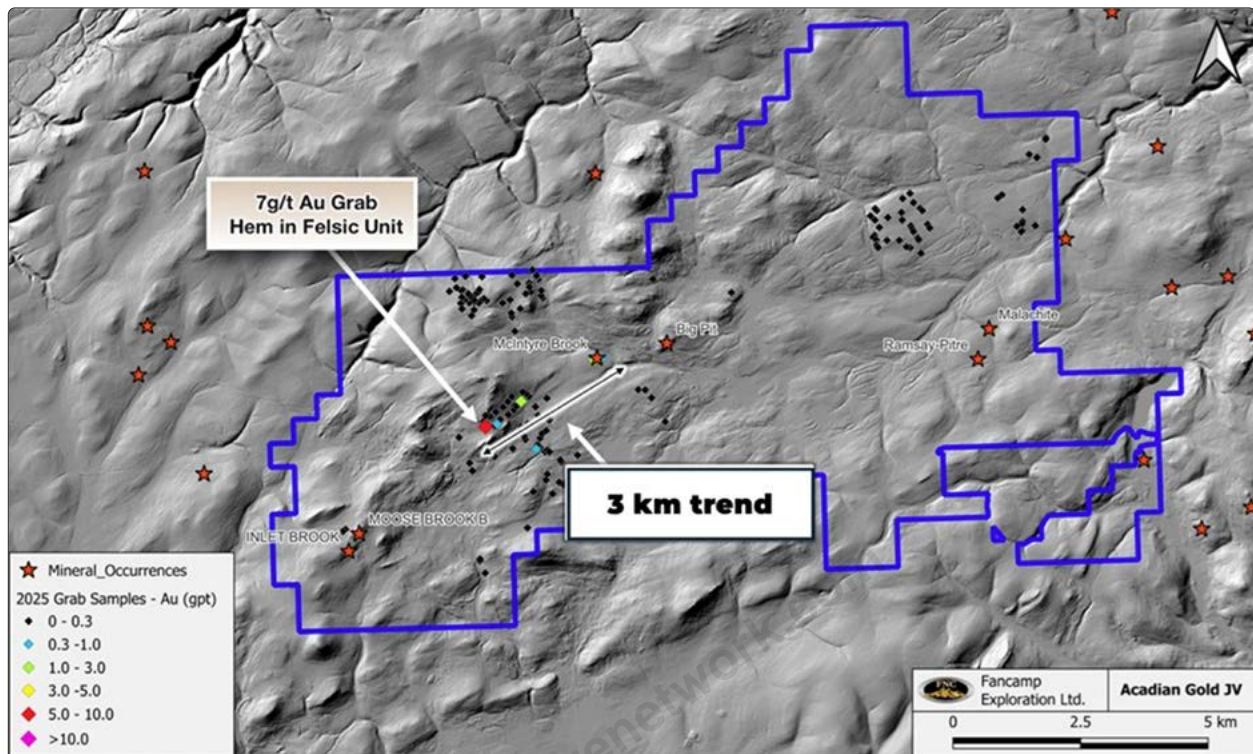 7g/t Au Grab
Hem in Felsic Unit
McIntyre Brook
Big Pit
Malachite
Ramsay-Pitre
3 km trend
MOOSE BROOK B
INLET BROOK
Mineral_Occurrences
2025 Grab Samples - Au (gpt)
0 - 0.3
0.3 -1.0
1.0 - 3.0
3.0 -5.0
5.0 - 10.0
>10.0
Fancamp
Exploration Ltd.
Acadian Gold JV
0 2.5 5 km